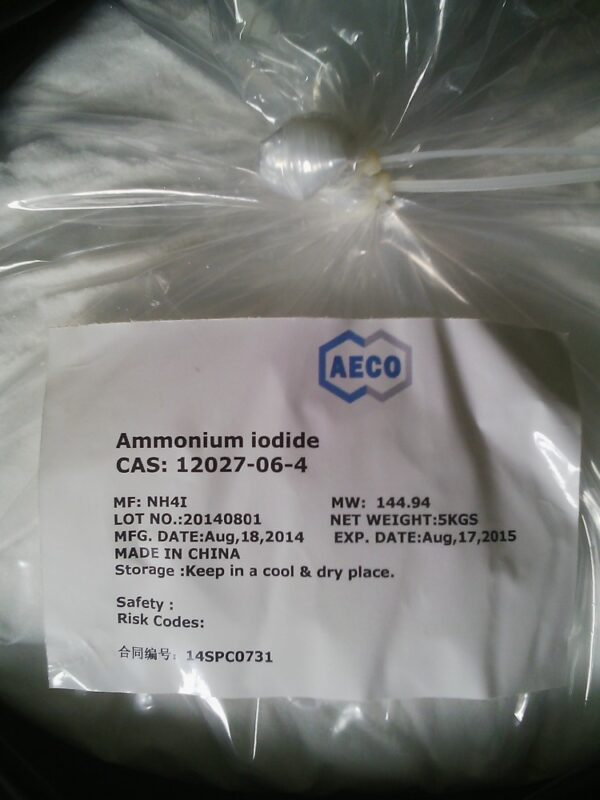 AECO
Ammonium iodide
CAS: 12027-06-4
MF: NH4I MW: 144.94
LOT NO.:20140801 NET WEIGHT:5KGS
MFG. DATE:Aug,18,2014 EXP. DATE:Aug,17,2015
MADE IN CHINA
Storage :Keep in a cool & dry place.
Safety :
Risk Codes:
合同编号: 14SPC0731